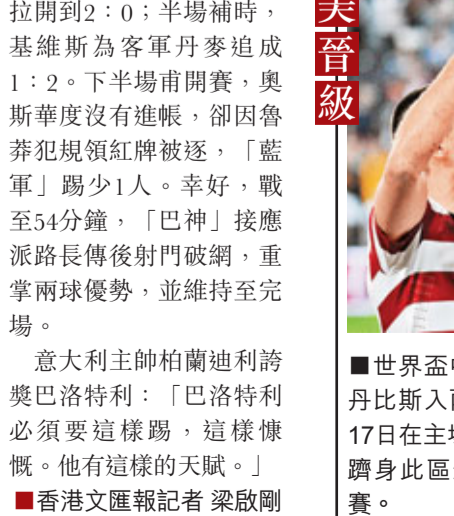 拉開到2：0；半場補時，
基維斯為客軍丹麥追成
1：2。下半場甫開賽，奧
斯華度沒有進帳，卻因魯
莽犯規領紅牌被逐，「藍
軍」踢少1人。幸好，戰
至54分鐘，「巴神」接應
派路長傳後射門破網，重
掌兩球優勢，並維持至完
場。
意大利主帥柏蘭迪利誇
獎巴洛特利：「巴洛特利
必須要這樣踢，這樣慷
慨。他有這樣的天賦。」
■香港文匯報記者 梁啟剛
晉級
■世界盃
丹比斯入
17日在主
躋身此區
賽。